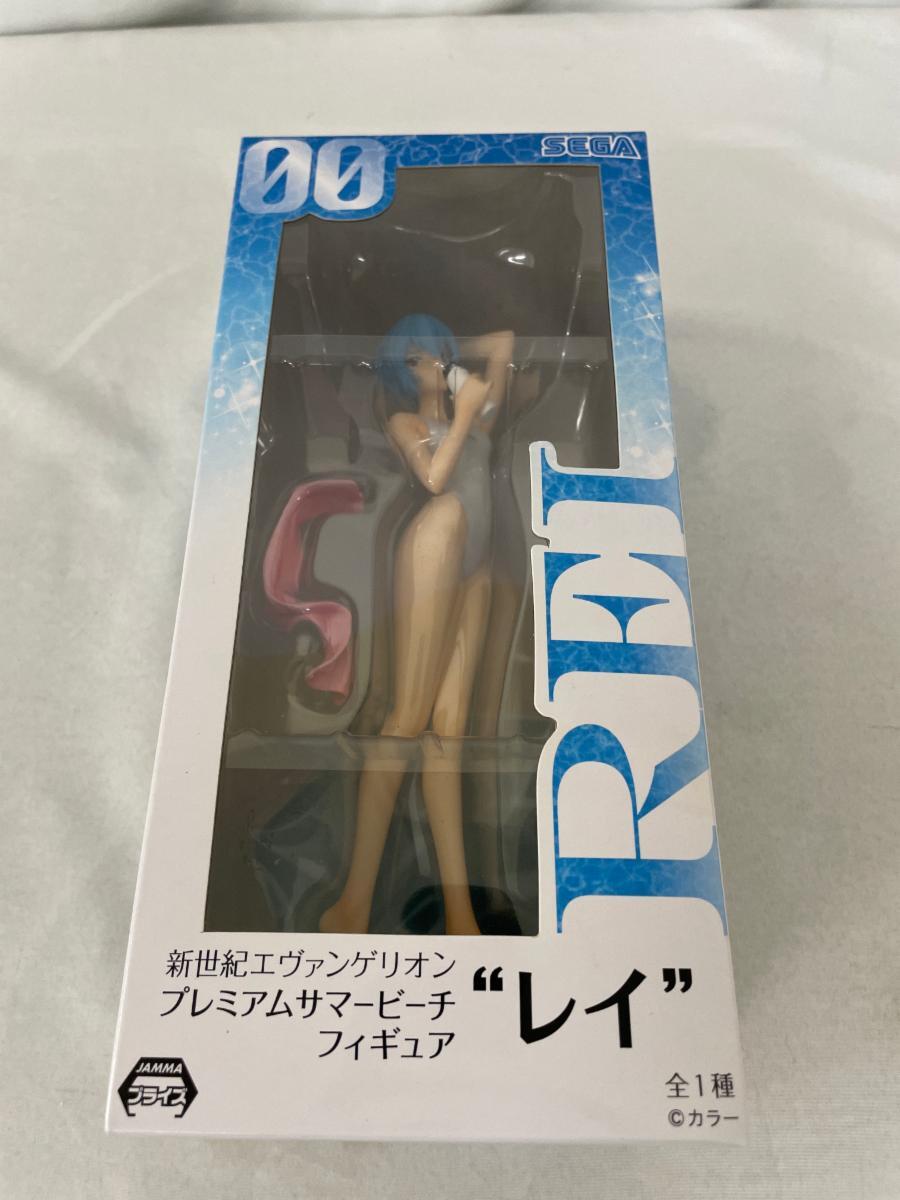 00
SEGA
REI
新世紀エヴァンゲリオン
プレミアムサマービーチ
フィギュア
“レイ”
JAMMA
プライズ
全1種
©カラー